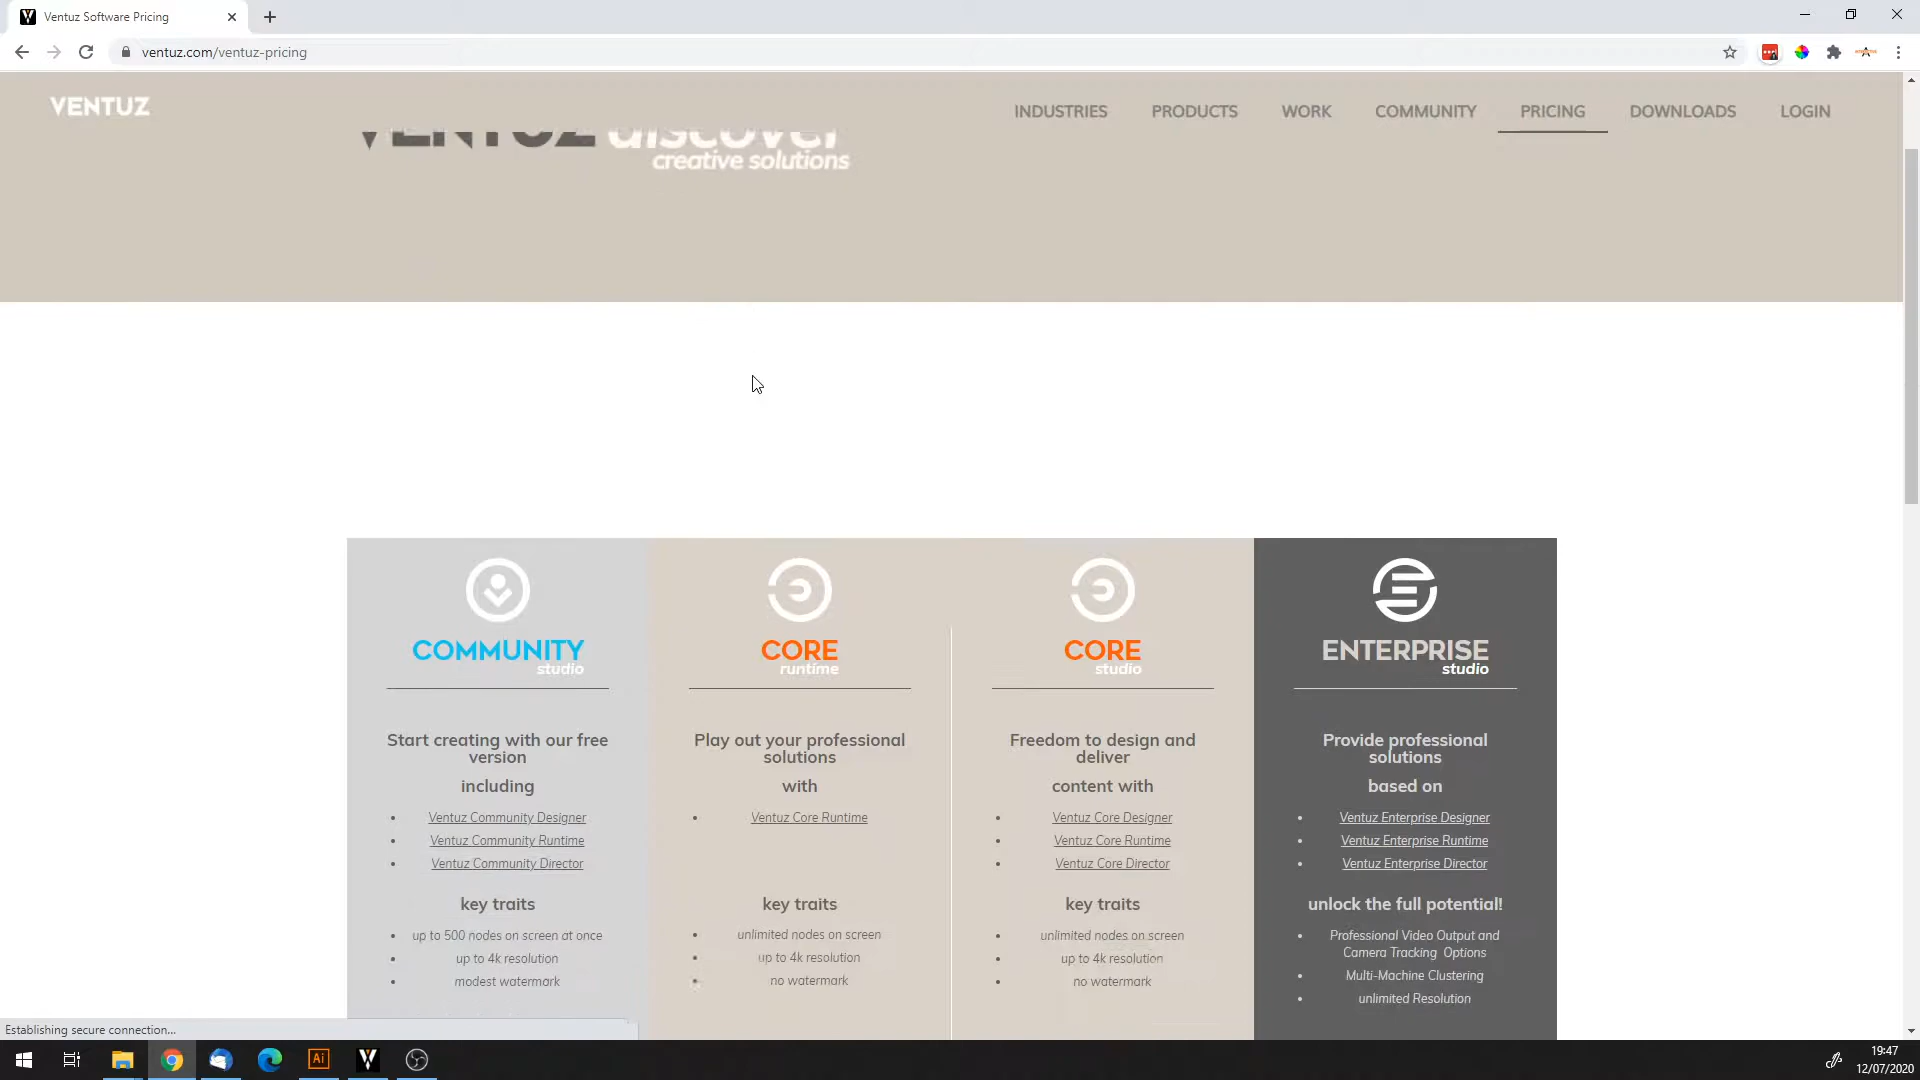 Ventuz Software Pricing
ventuz.com/ventuz-pricing
VENTUZ
INDUSTRIES PRODUCTS WORK COMMUNITY PRICING DOWNLOADS LOGIN
VENTUZ discover
creative solutions
COMMUNITY
studio
Start creating with our free
version
including
Ventuz Community Designer
Ventuz Community Runtime
Ventuz Community Director
key traits
up to 500 nodes on screen at once
up to 4k resolution
modest watermark
CORE
runtime
Play out your professional
solutions
with
Ventuz Core Runtime
key traits
unlimited nodes on screen
up to 4k resolution
no watermark
CORE
studio
Freedom to design and
deliver
content with
Ventuz Core Designer
Ventuz Core Runtime
Ventuz Core Director
key traits
unlimited nodes on screen
up to 4k resolution
no watermark
ENTERPRISE
studio
Provide professional
solutions
based on
Ventuz Enterprise Designer
Ventuz Enterprise Runtime
Ventuz Enterprise Director
unlock the full potential!
Professional Video Output and
Camera Tracking Options
Multi-Machine Clustering
unlimited Resolution
Establishing secure connection...
Ai
19:47
12/07/2020